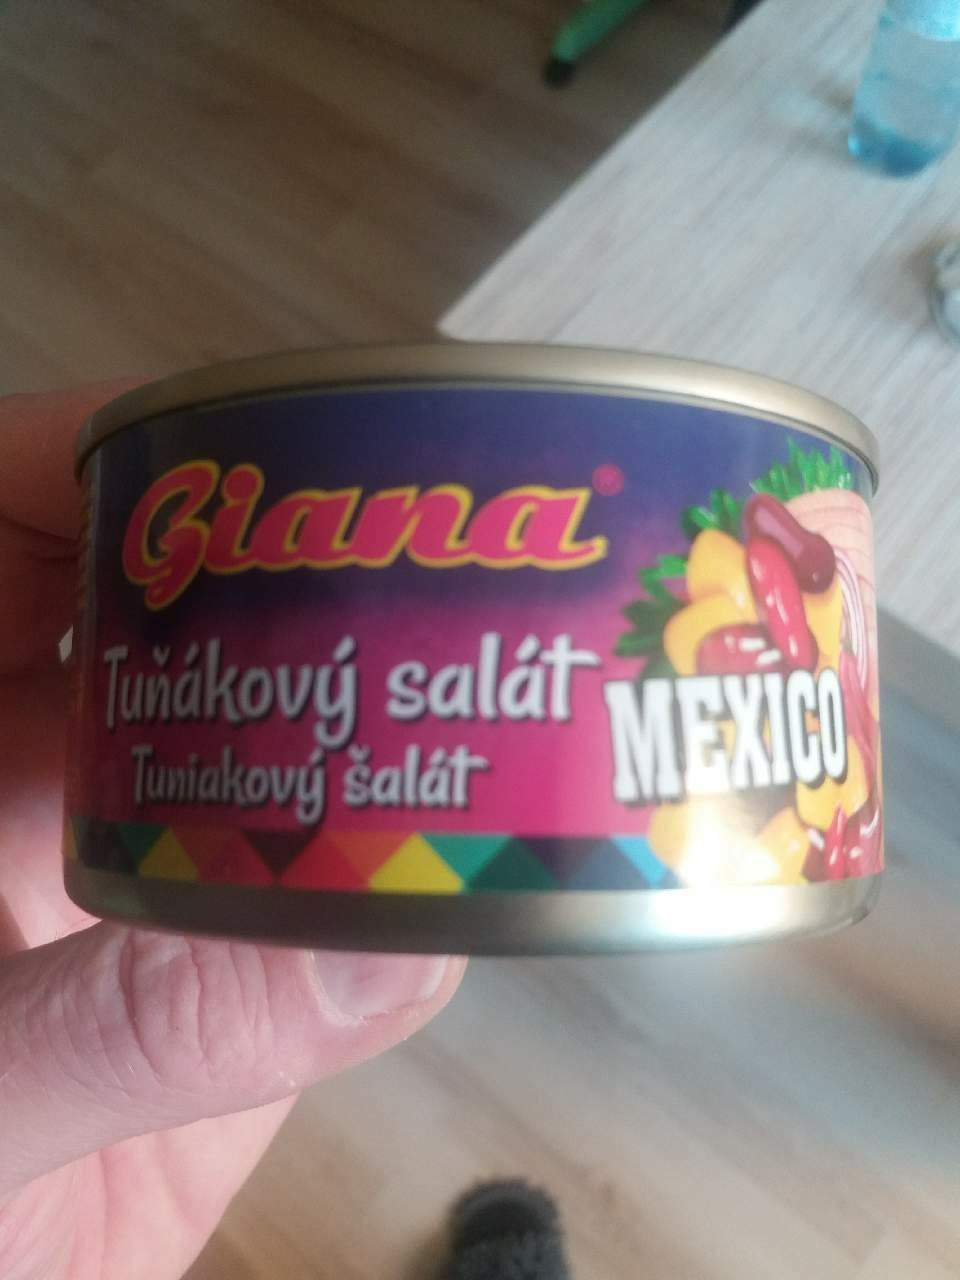 Giana®
Tuňákový salát
Tuniakový šalát
MEXICO